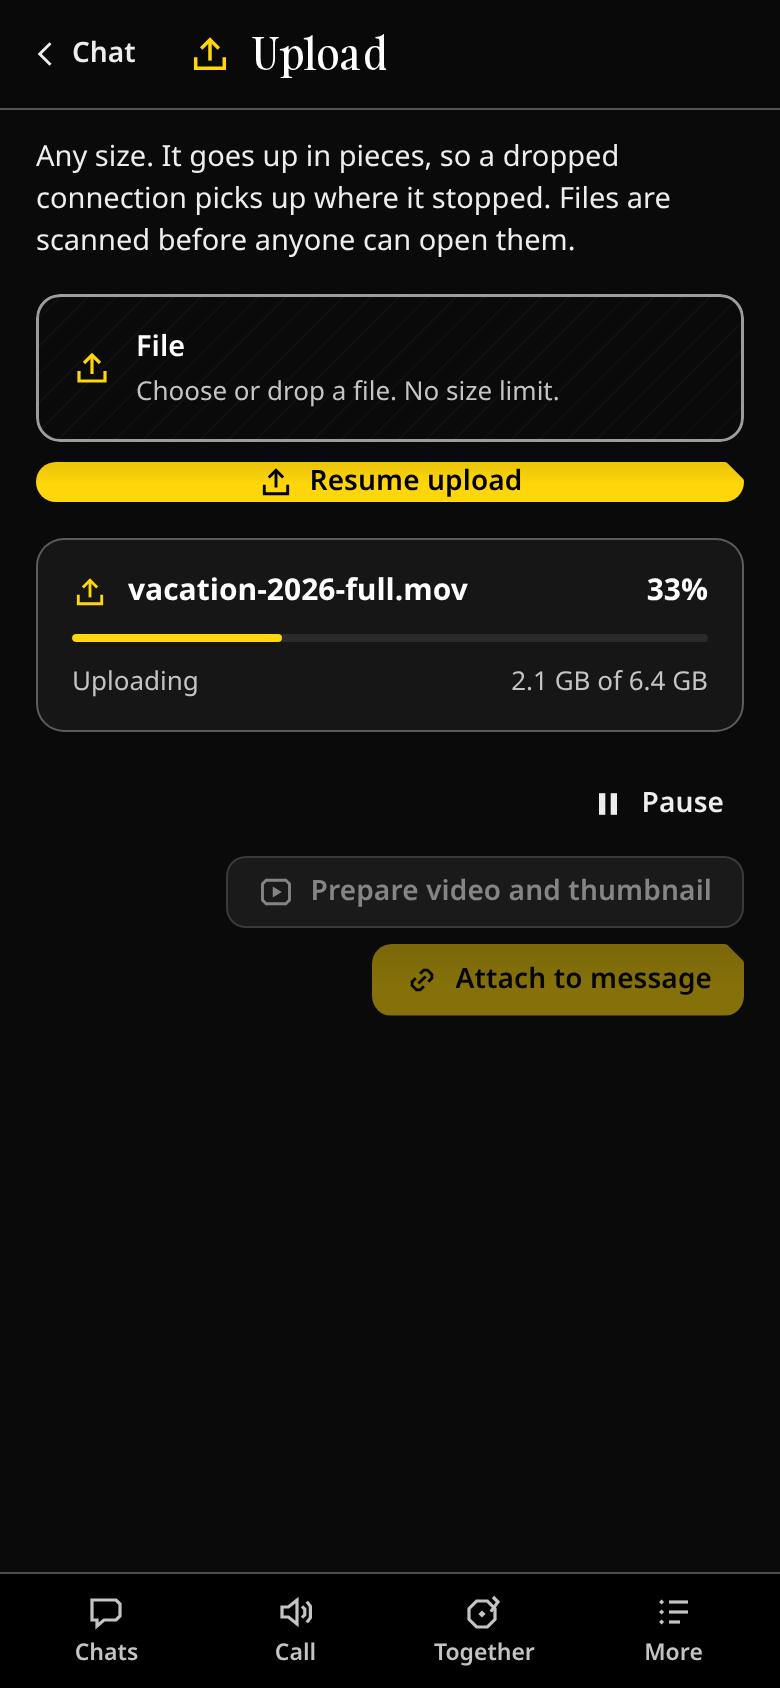 Chat
Upload
Any size. It goes up in pieces, so a dropped
connection picks up where it stopped. Files are
scanned before anyone can open them.
File
Choose or drop a file. No size limit.
Resume upload
vacation-2026-full.mov 33%
Uploading 2.1 GB of 6.4 GB
Pause
Prepare video and thumbnail
Attach to message
Chats Call Together More